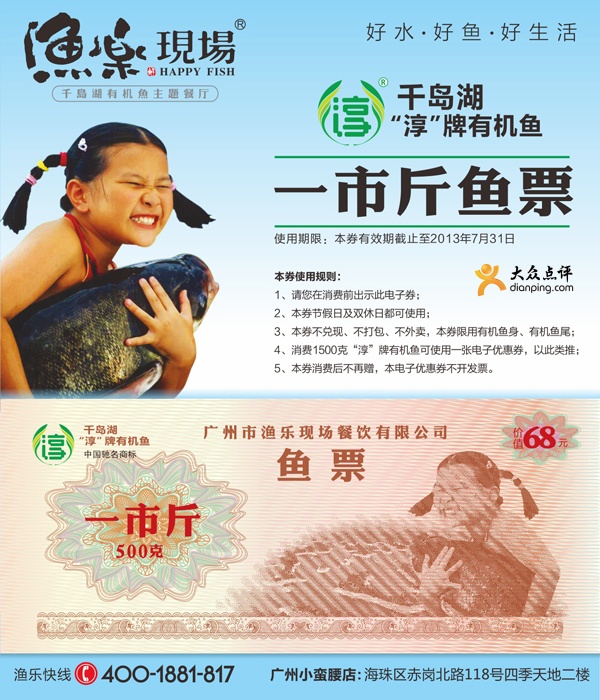 漁樂現場®
HAPPY FISH
千島湖有机魚主題餐厅
好水·好鱼·好生活
淳®
千岛湖
“淳”牌有机鱼
一市斤鱼票
使用期限：本券有效期截止至2013年7月31日
大众点评
dianping.com
本券使用规则：
1、请您在消费前出示此电子券；
2、本券节假日及双休日都可使用；
3、本券不兑现、不打包、不外卖，本券限用有机鱼身、有机鱼尾；
4、消费1500克“淳”牌有机鱼可使用一张电子优惠券，以此类推；
5、本券消费后不再赠，本电子优惠券不开发票。
淳
千岛湖
“淳”牌有机鱼
中国驰名商标
广州市渔乐现场餐饮有限公司
鱼票
价值68元
一市斤
500克
渔乐快线 400-1881-817
广州小蛮腰店：海珠区赤岗北路118号四季天地二楼